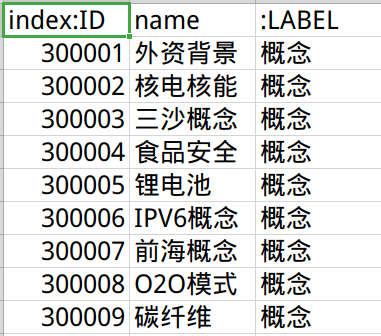 index:ID name :LABEL
300001 外资背景 概念
300002 核电核能 概念
300003 三沙概念 概念
300004 食品安全 概念
300005 锂电池 概念
300006 IPV6概念 概念
300007 前海概念 概念
300008 O2O模式 概念
300009 碳纤维 概念